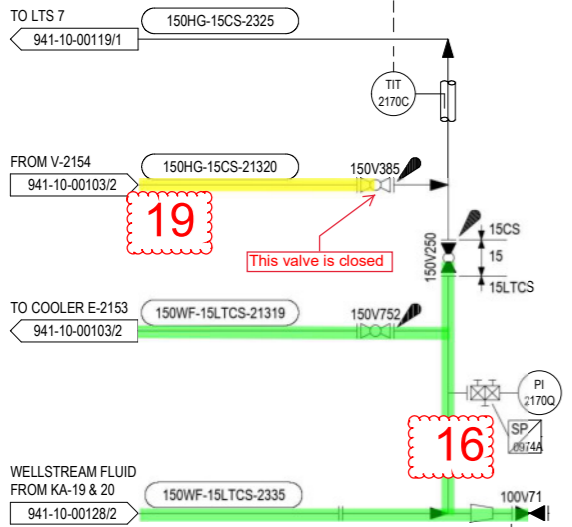 TO LTS 7
150HG-15CS-2325
941-10-00119/1
TIT
2170C
FROM V-2154
150HG-15CS-21320
150V385
941-10-00103/2
19
This valve is closed
150V250
15CS
15
15LTCS
TO COOLER E-2153
150WF-15LTCS-21319
150V752
941-10-00103/2
PI
2170Q
SP
0974A
16
WELLSTREAM FLUID
FROM KA-19 & 20
150WF-15LTCS-2335
100V71
941-10-00128/2